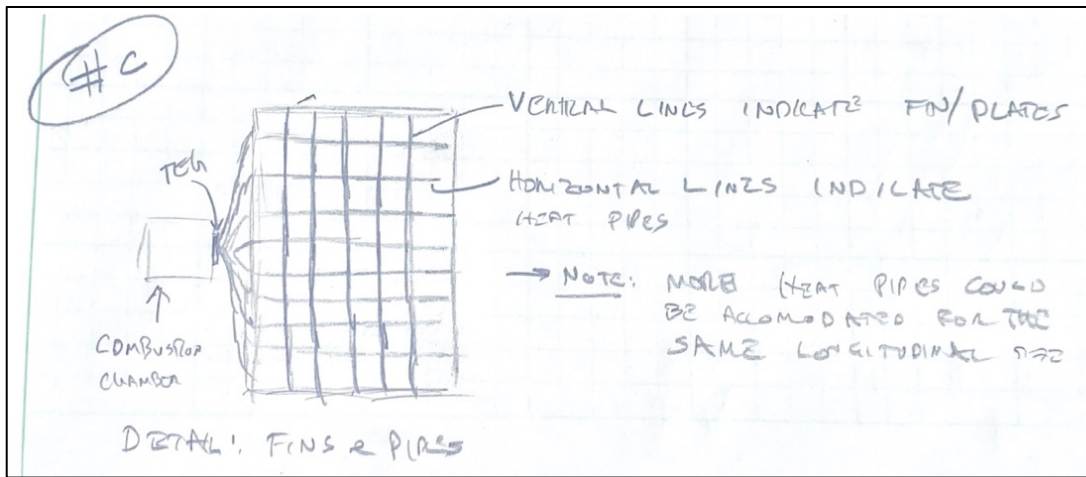 #C
VERTICAL LINES INDICATE FIN/PLATES
TEG
HORIZONTAL LINES INDICATE
HEAT PIPES
→ NOTE: MORE HEAT PIPES COULD
BE ACCOMODATED FOR THE
SAME LONGITUDINAL SIZE
COMBUSTION
CHAMBER
DETAIL: FINS & PIPES